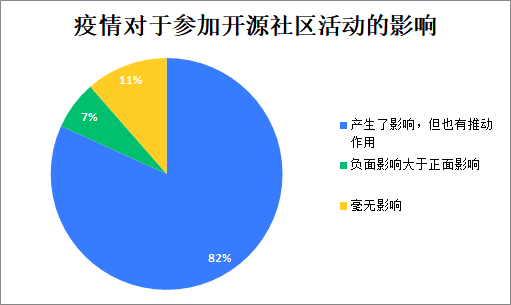 疫情对于参加开源社区活动的影响
11%
7%
82%
产生了影响，但也有推动
作用
负面影响大于正面影响
毫无影响